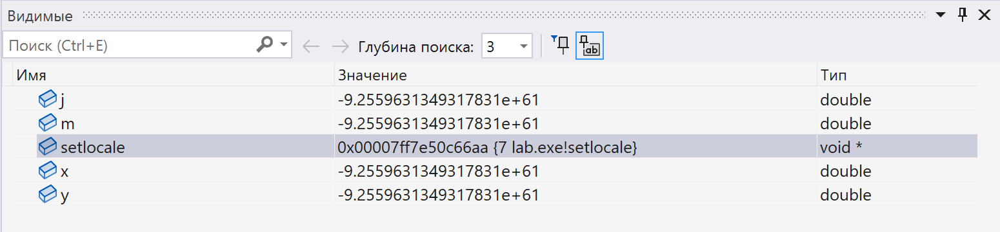 Видимые
Поиск (Ctrl+E) Глубина поиска: 3
Имя Значение Тип
j -9.2559631349317831e+61 double
m -9.2559631349317831e+61 double
setlocale 0x00007ff7e50c66aa {7 lab.exe!setlocale} void *
x -9.2559631349317831e+61 double
y -9.2559631349317831e+61 double